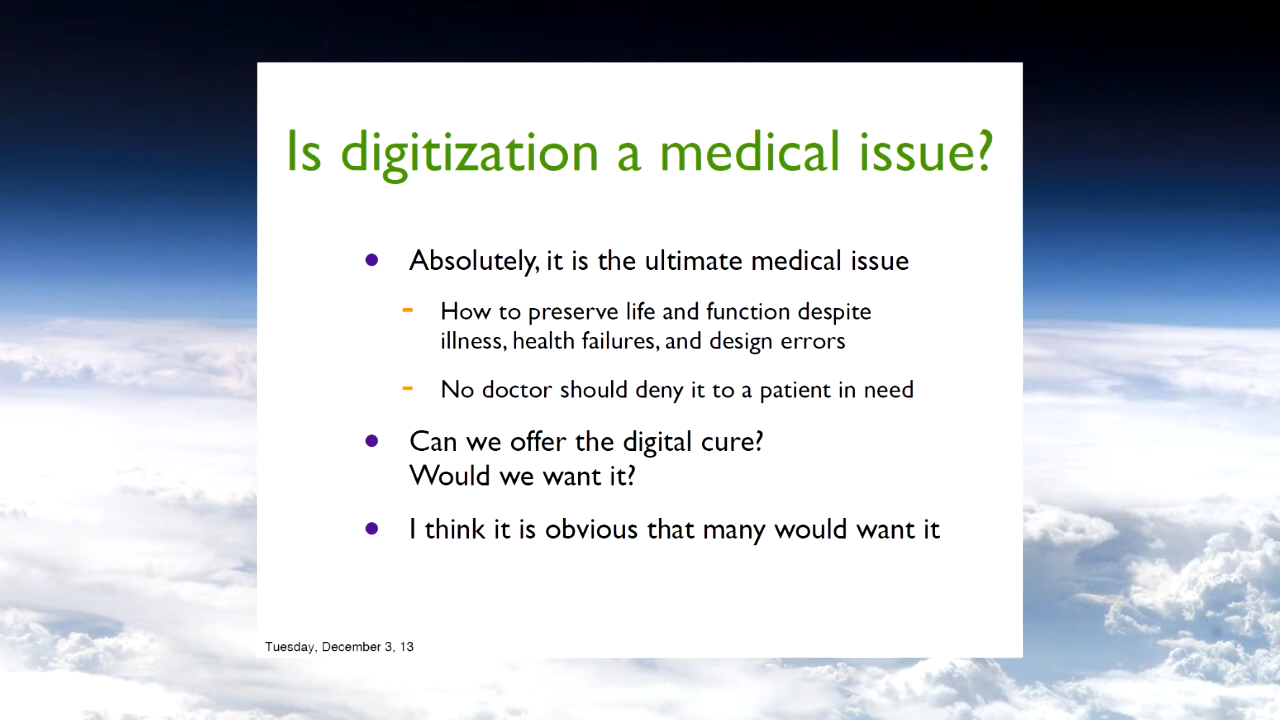 Is digitization a medical issue?
• Absolutely, it is the ultimate medical issue
- How to preserve life and function despite
illness, health failures, and design errors
- No doctor should deny it to a patient in need
• Can we offer the digital cure?
Would we want it?
• I think it is obvious that many would want it
Tuesday, December 3, 13